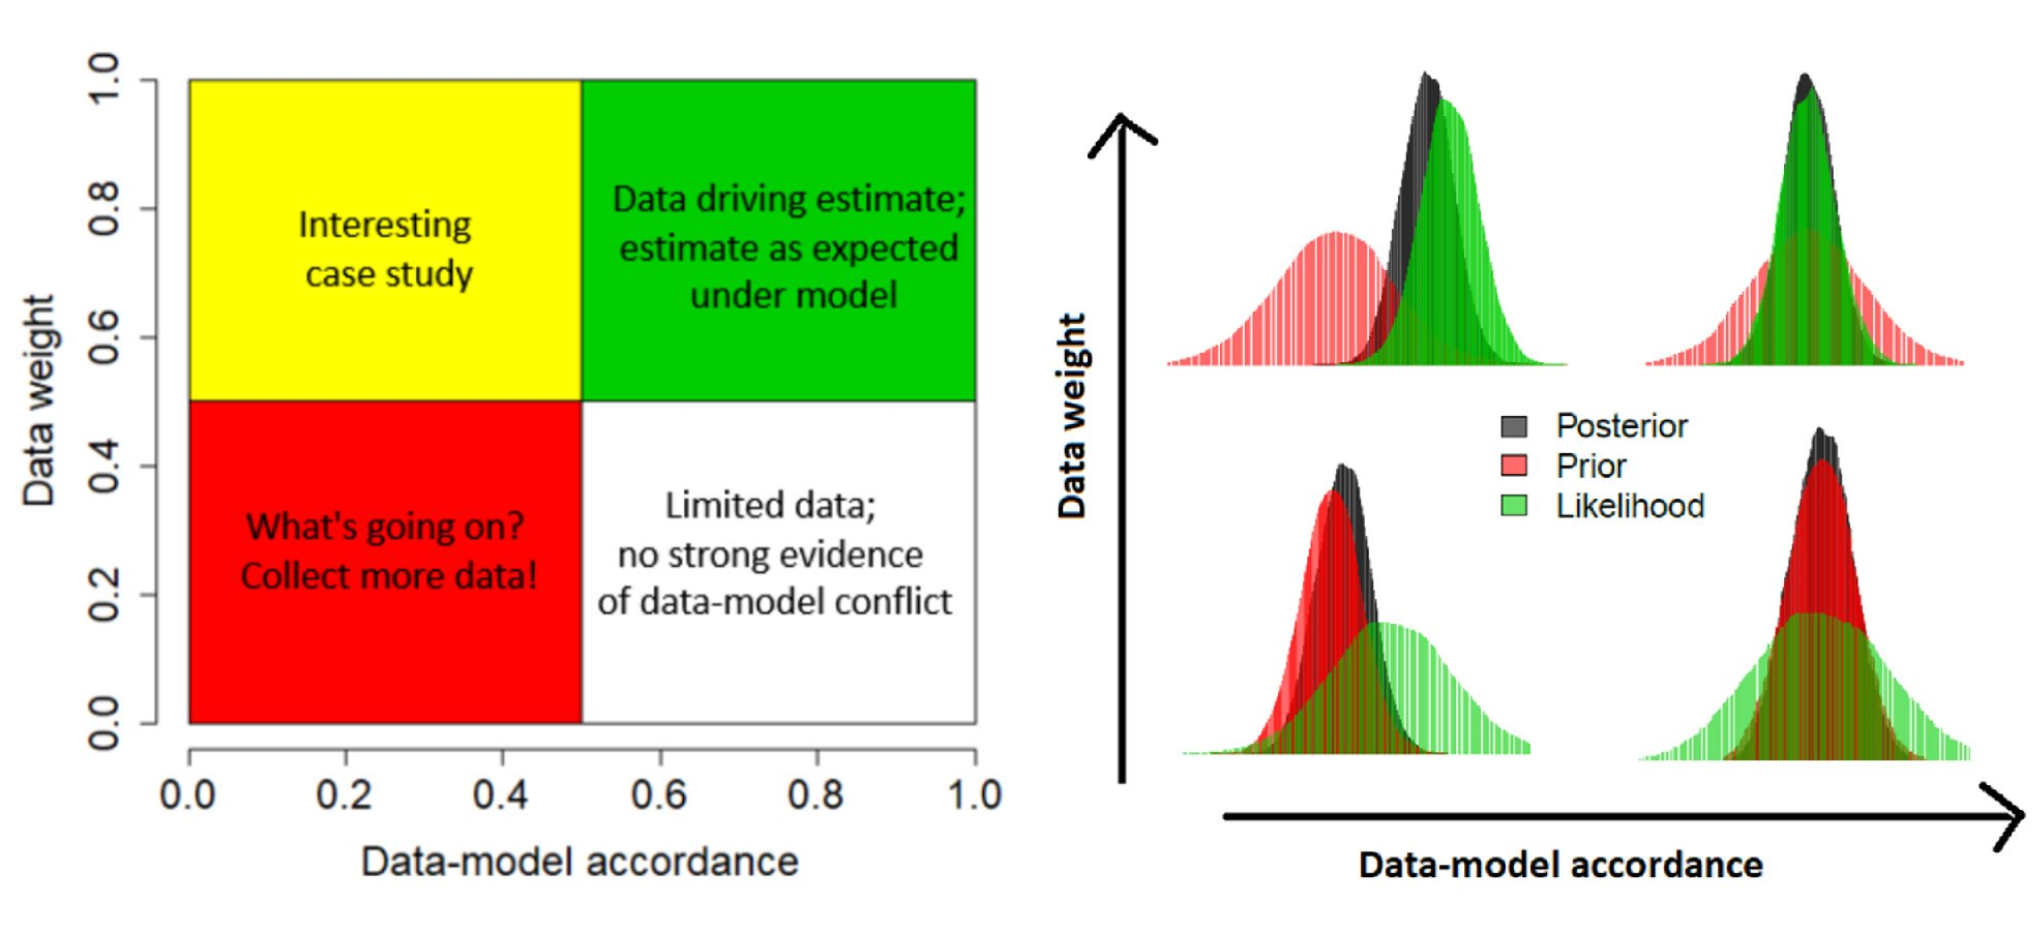 1.0
0.8
0.6
0.4
0.2
0.0
Data weight
Interesting
case study
Data driving estimate;
estimate as expected
under model
What's going on?
Collect more data!
Limited data;
no strong evidence
of data-model conflict
0.0 0.2 0.4 0.6 0.8 1.0
Data-model accordance
Data weight
Posterior
Prior
Likelihood
Data-model accordance